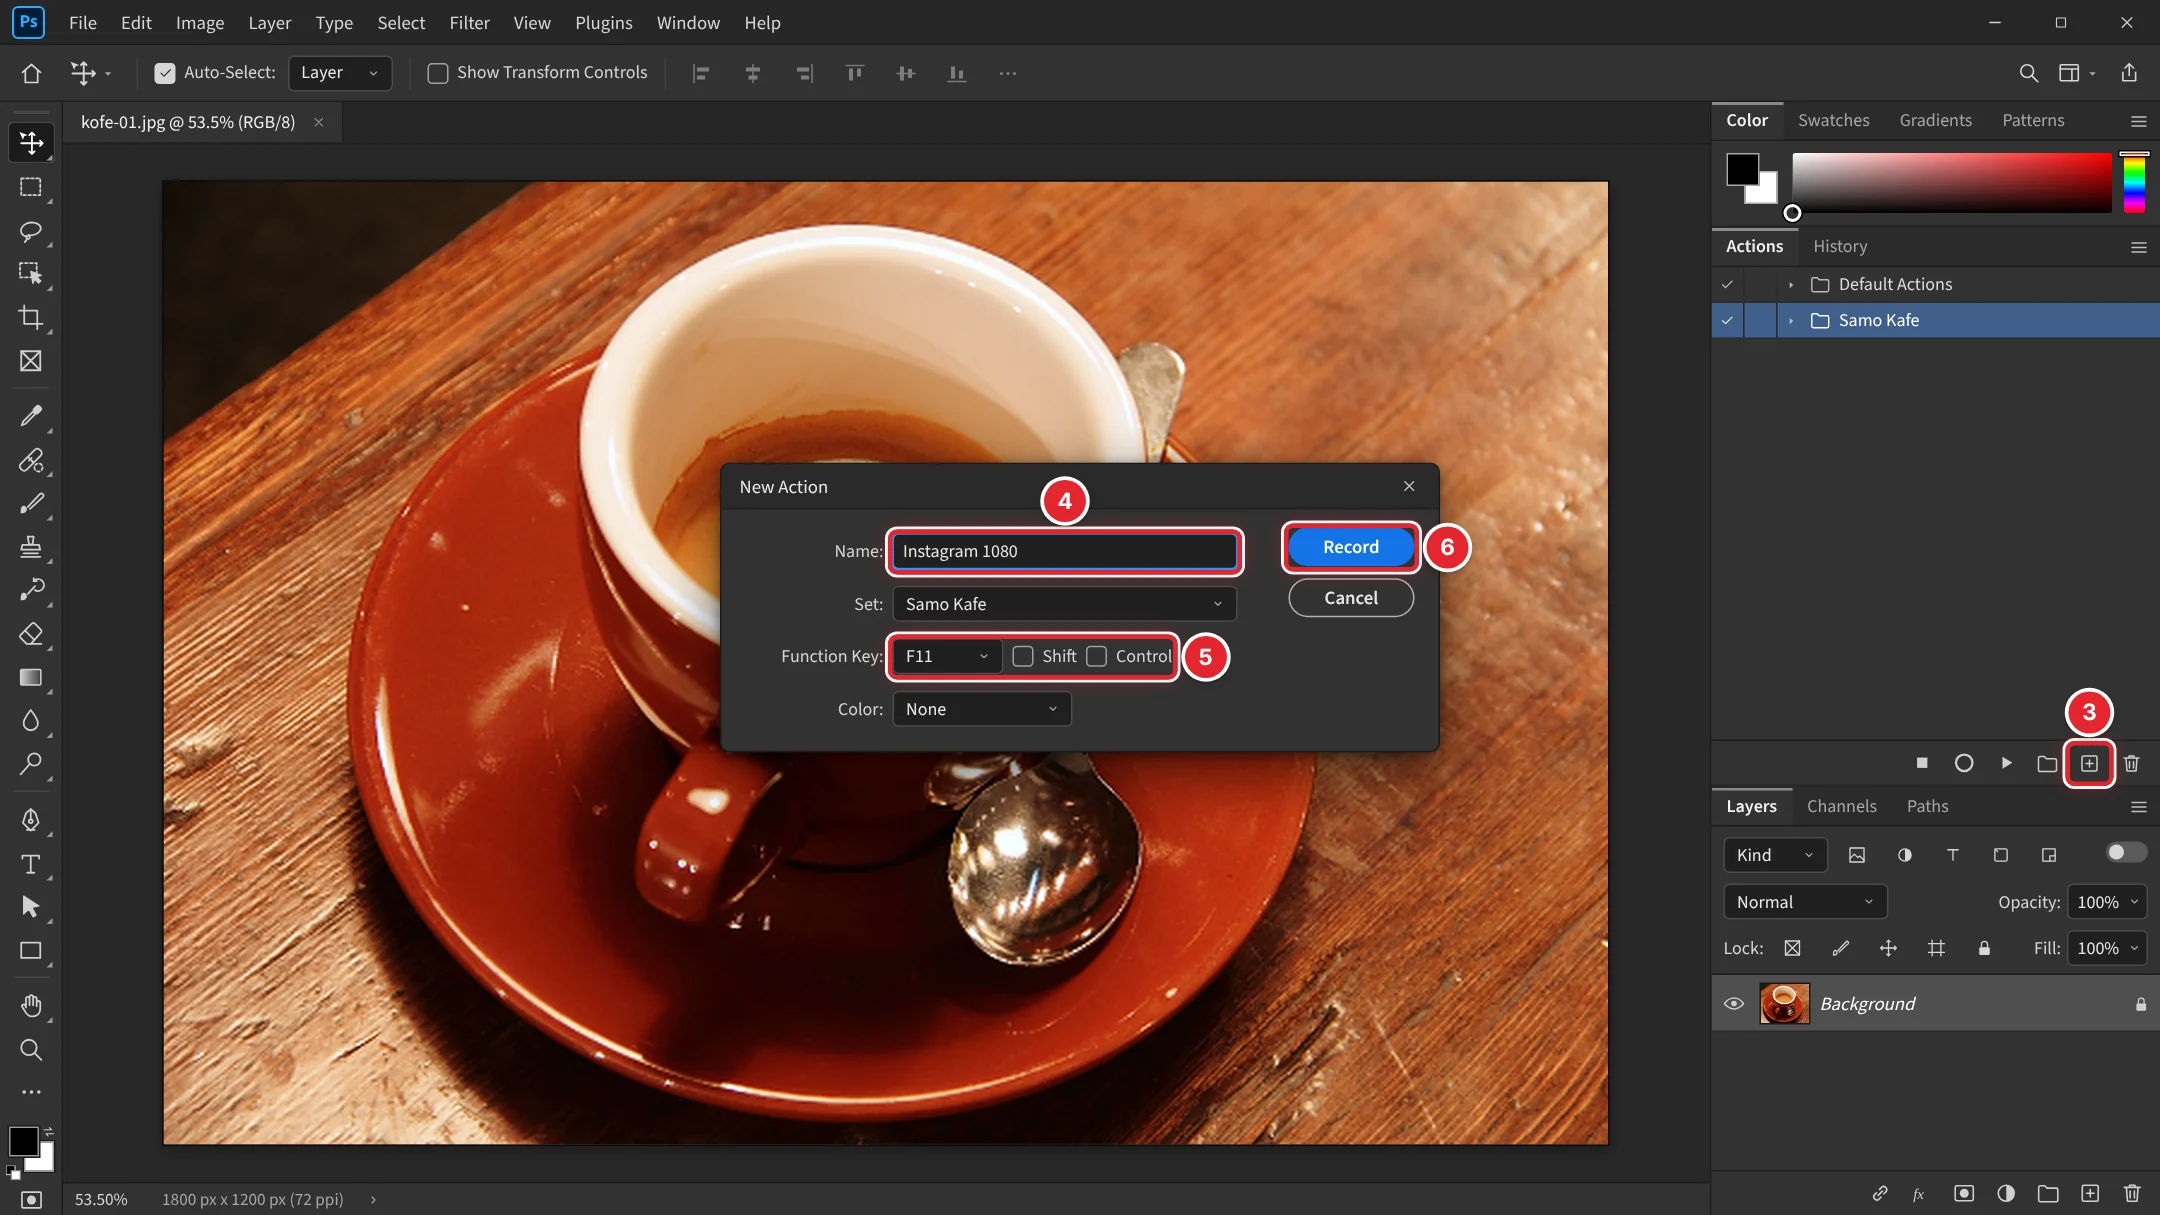 Ps File Edit Image Layer Type Select Filter View Plugins Window Help
Auto-Select: Layer Show Transform Controls
kofe-01.jpg @ 53.5% (RGB/8)
Color Swatches Gradients Patterns
Actions History
Default Actions
Samo Kafe
New Action
4
Name: Instagram 1080
Record
6
Set: Samo Kafe
Cancel
Function Key: F11 Shift Control
5
Color: None
3
Layers Channels Paths
Kind
Normal Opacity: 100%
Lock: Fill: 100%
Background
fx
53.50% 1800 px x 1200 px (72 ppi)